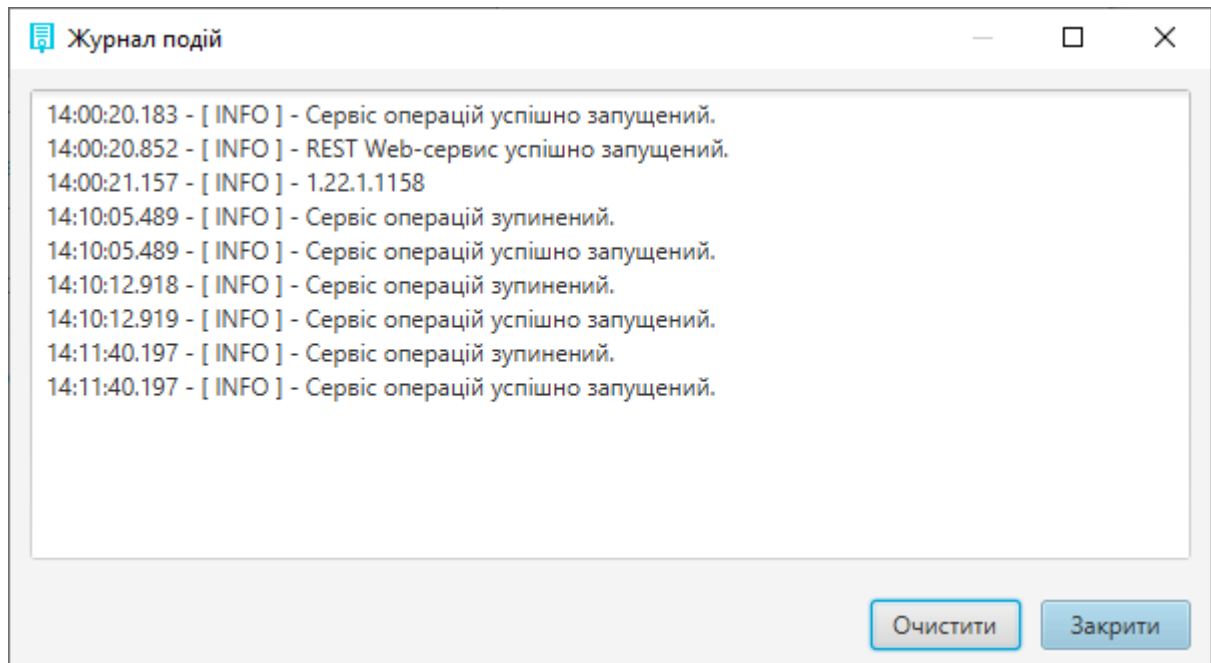 Журнал подій
14:00:20.183 - [ INFO ] - Сервіс операцій успішно запущений.
14:00:20.852 - [ INFO ] - REST Web-сервис успішно запущений.
14:00:21.157 - [ INFO ] - 1.22.1.1158
14:10:05.489 - [ INFO ] - Сервіс операцій зупинений.
14:10:05.489 - [ INFO ] - Сервіс операцій успішно запущений.
14:10:12.918 - [ INFO ] - Сервіс операцій зупинений.
14:10:12.919 - [ INFO ] - Сервіс операцій успішно запущений.
14:11:40.197 - [ INFO ] - Сервіс операцій зупинений.
14:11:40.197 - [ INFO ] - Сервіс операцій успішно запущений.
Очистити
Закрити